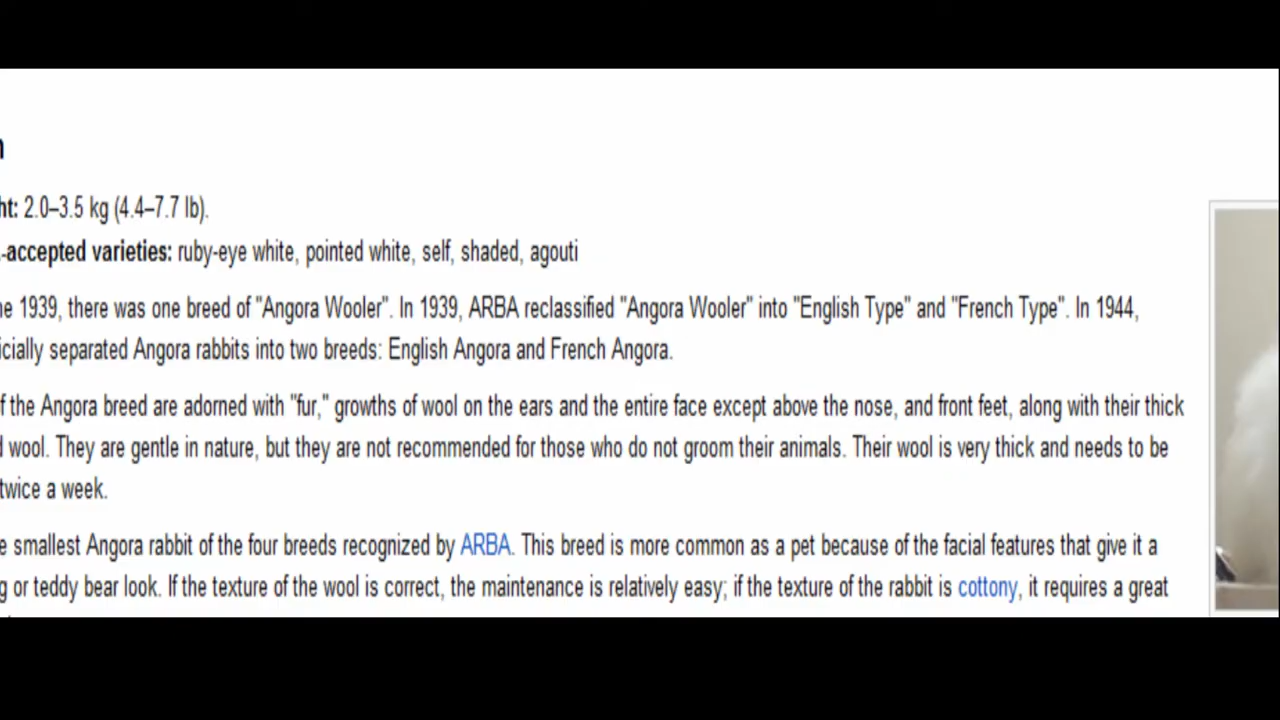 ht: 2.0–3.5 kg (4.4–7.7 lb).
-accepted varieties: ruby-eye white, pointed white, self, shaded, agouti
ne 1939, there was one breed of "Angora Wooler". In 1939, ARBA reclassified "Angora Wooler" into "English Type" and "French Type". In 1944,
icially separated Angora rabbits into two breeds: English Angora and French Angora.
f the Angora breed are adorned with "fur," growths of wool on the ears and the entire face except above the nose, and front feet, along with their thick
d wool. They are gentle in nature, but they are not recommended for those who do not groom their animals. Their wool is very thick and needs to be
twice a week.
e smallest Angora rabbit of the four breeds recognized by ARBA. This breed is more common as a pet because of the facial features that give it a
g or teddy bear look. If the texture of the wool is correct, the maintenance is relatively easy; if the texture of the rabbit is cottony, it requires a great